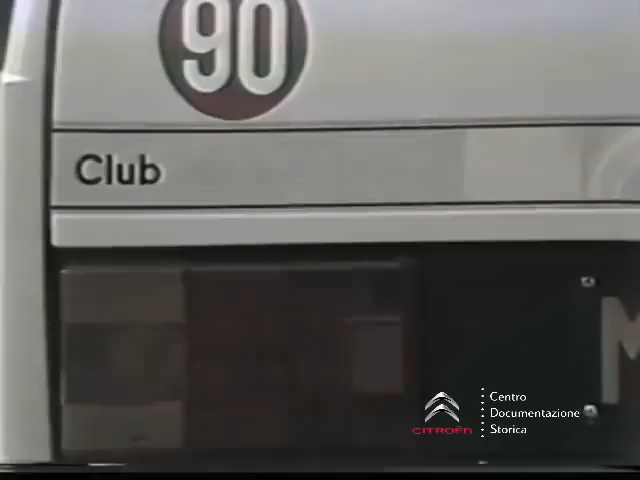 90
Club
M
CITROËN
Centro
Documentazione
Storica